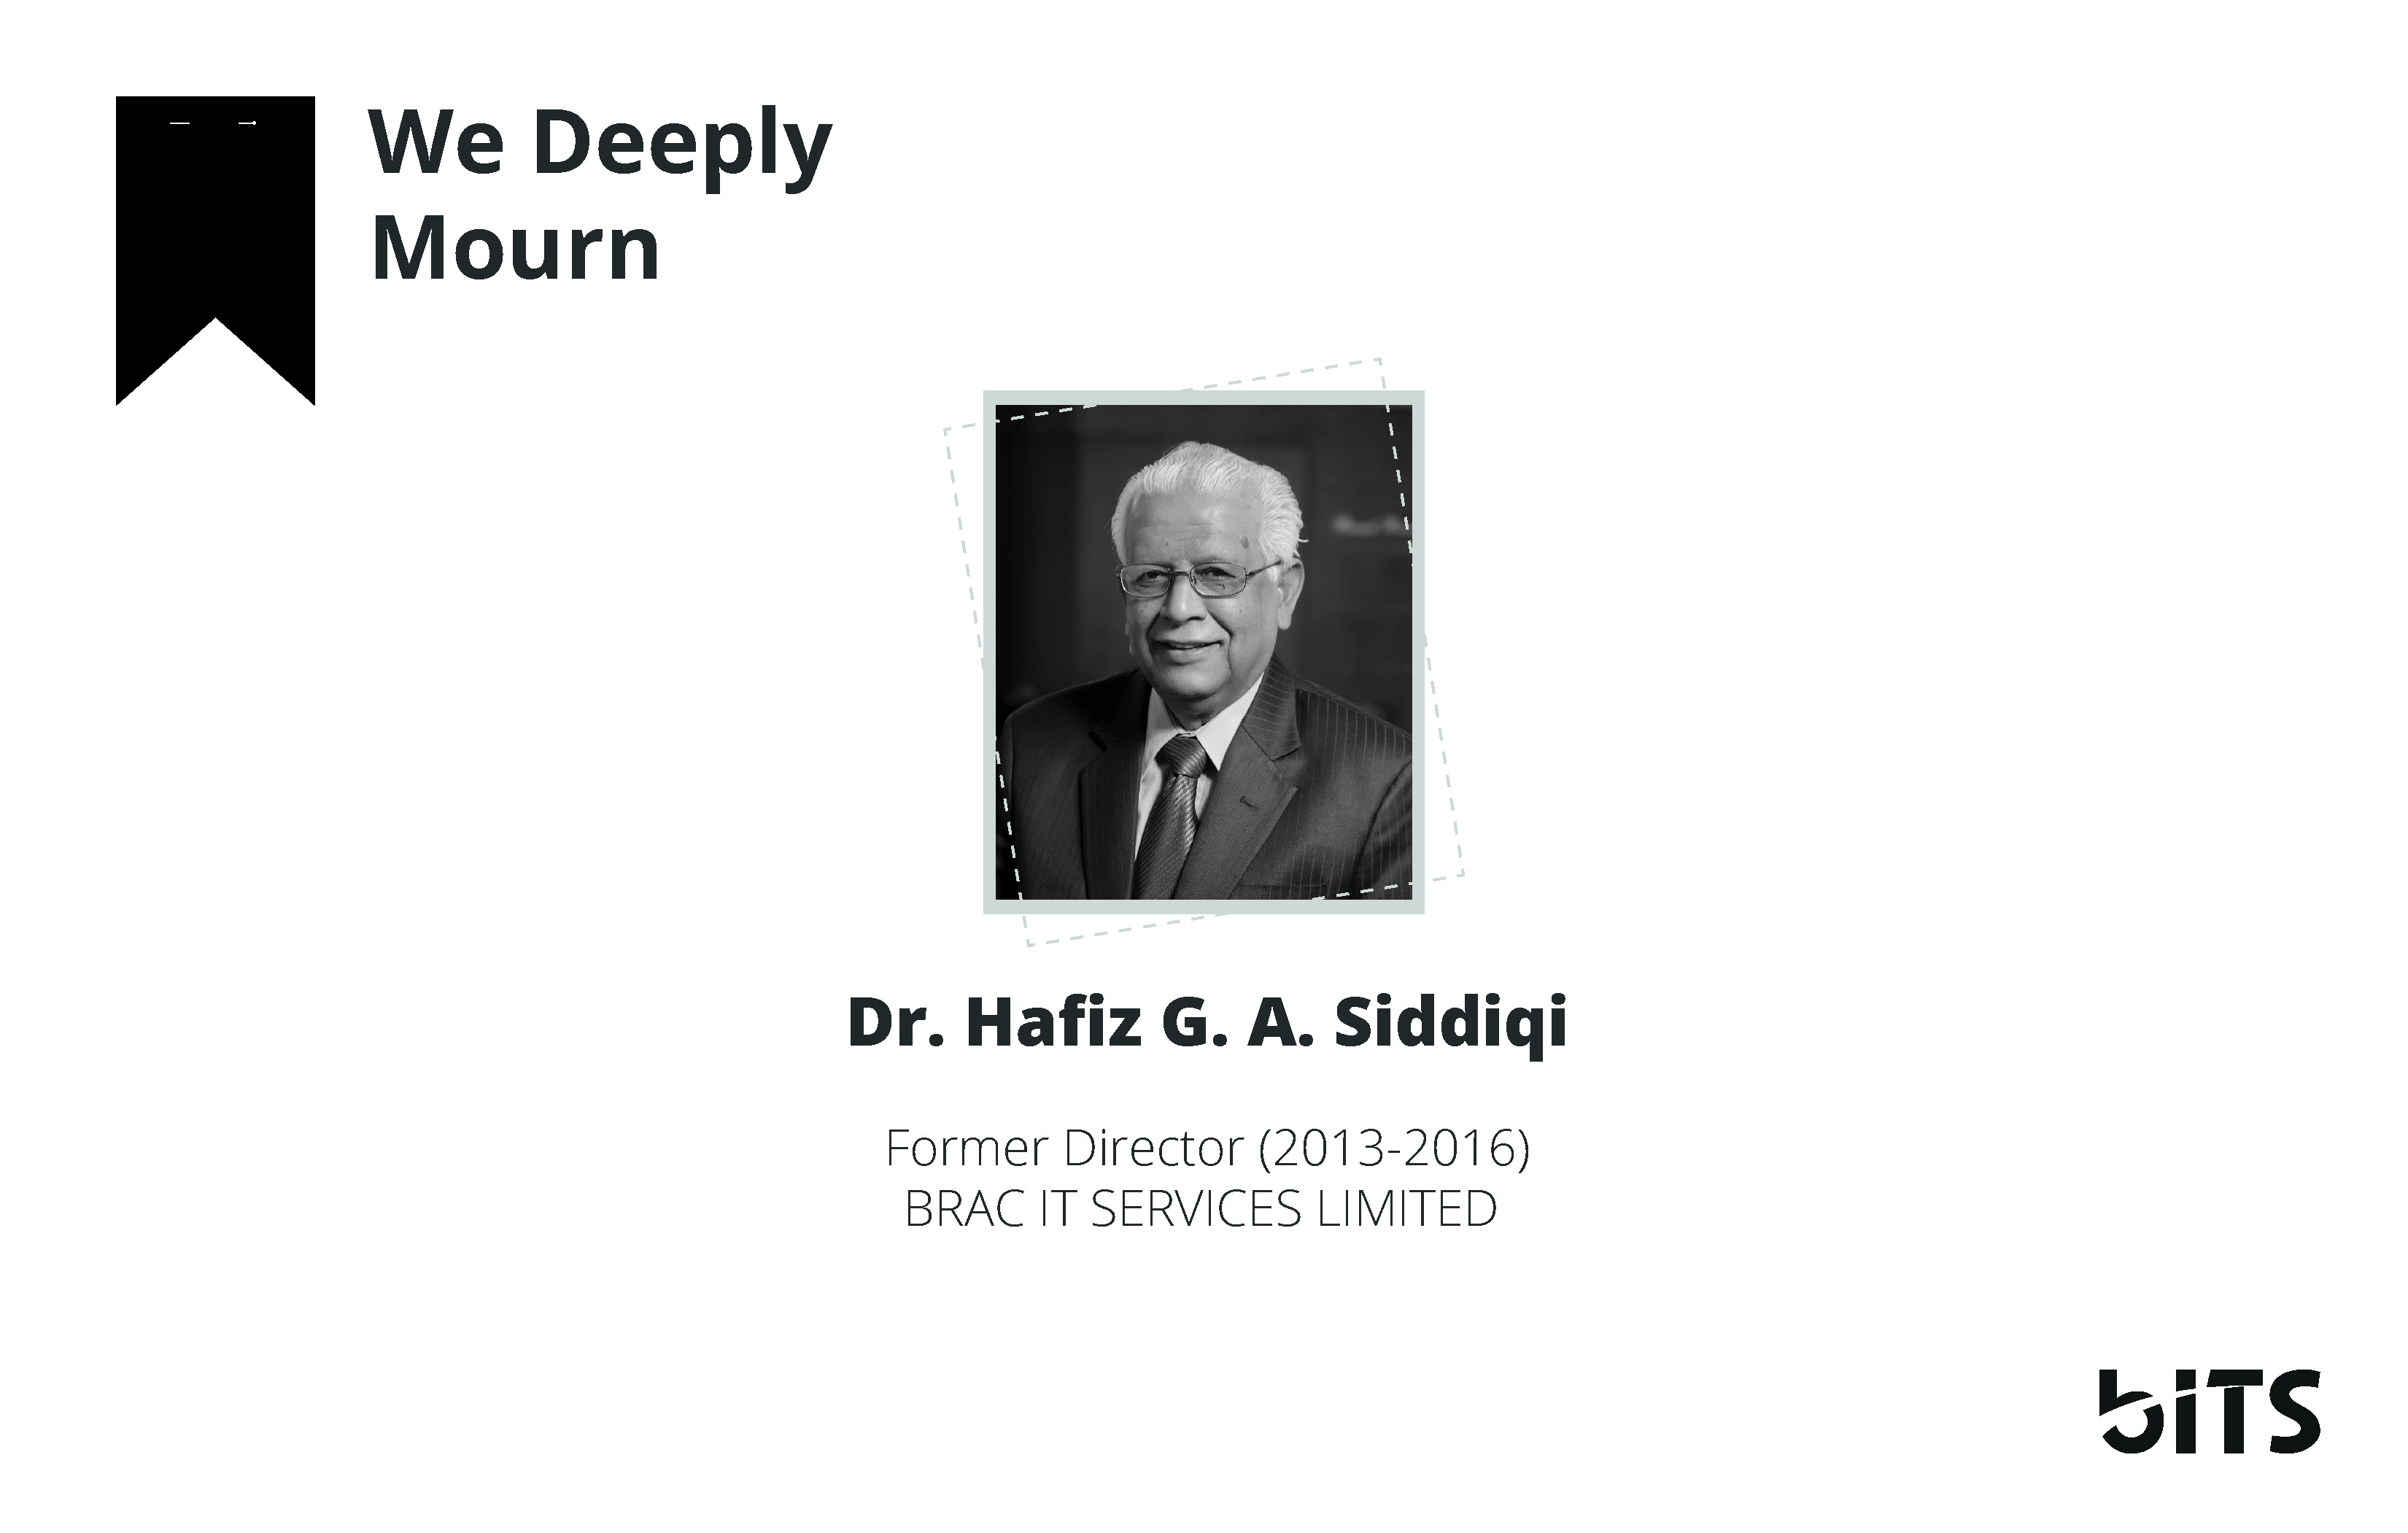 We Deeply
Mourn
Dr. Hafiz G. A. Siddiqi
Former Director (2013-2016)
BRAC IT SERVICES LIMITED
biTS